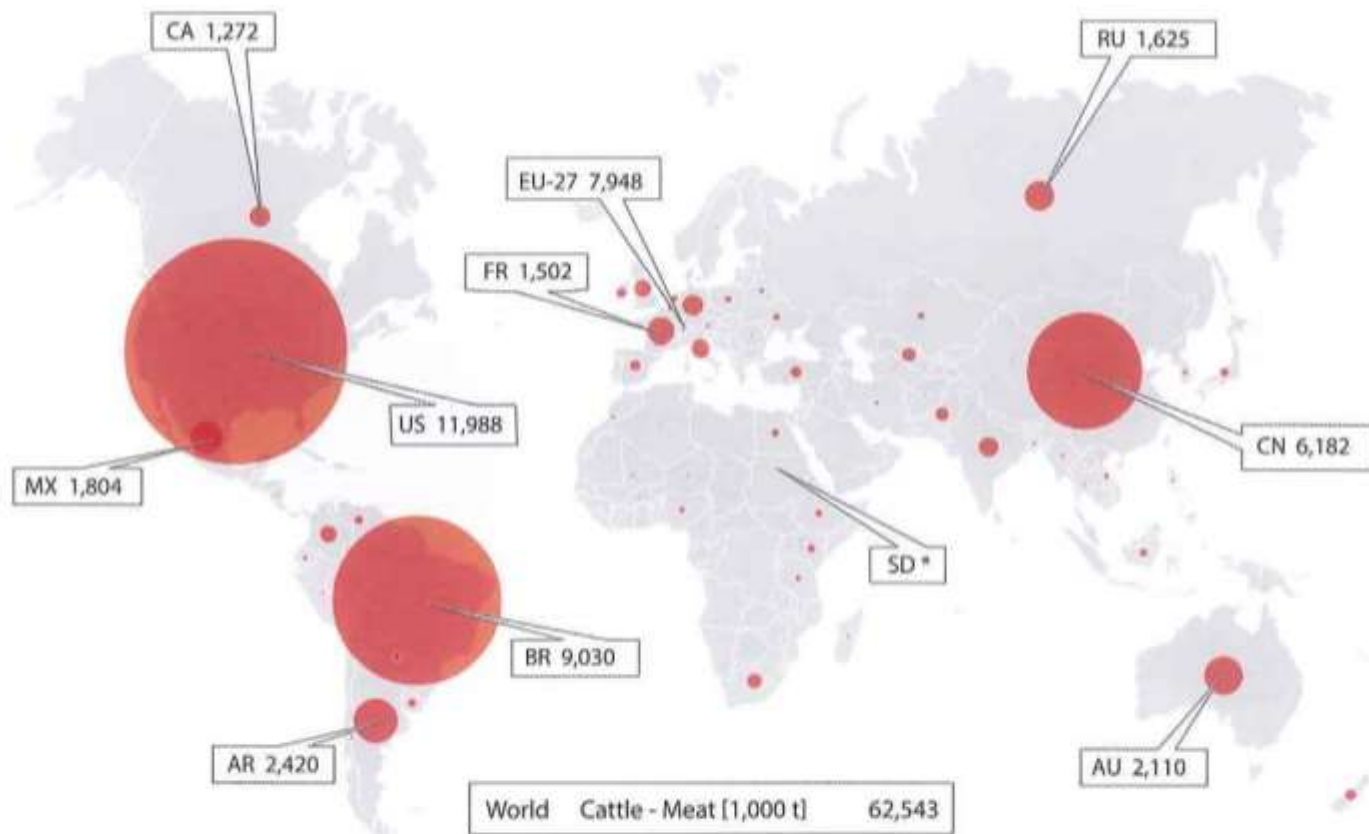 CA 1,272
RU 1,625
EU-27 7,948
FR 1,502
US 11,988
CN 6,182
MX 1,804
SD *
BR 9,030
AR 2,420
AU 2,110
World Cattle - Meat [1,000 t] 62,543